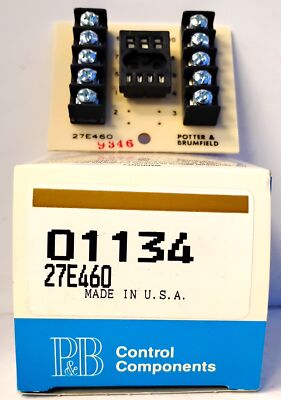 27E460
9346
POTTER &
BRUMFIELD
01134
27E460
MADE IN U.S.A.
P&B
Control
Components